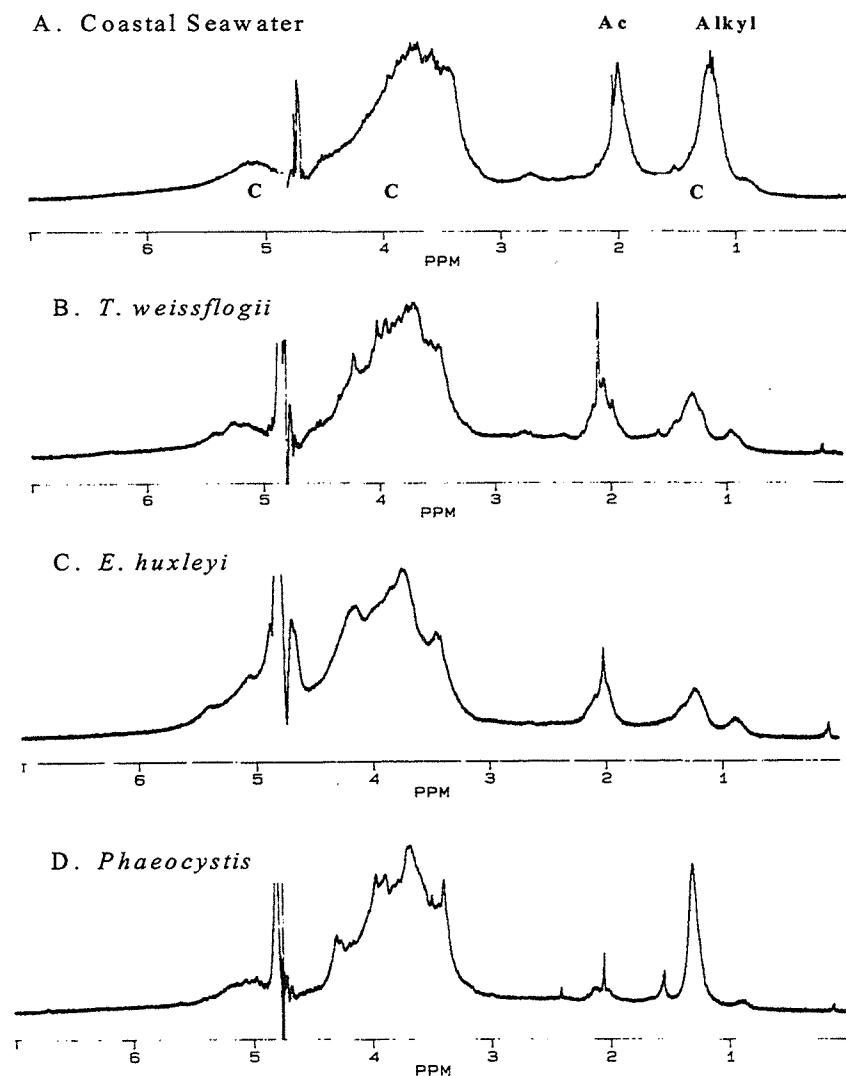 A. Coastal Seawater
Ac
Alkyl
C
C
C
6 5 4 3 2 1
PPM
B. T. weissflogii
6 5 4 3 2 1
PPM
C. E. huxleyi
6 5 4 3 2 1
PPM
D. Phaeocystis
6 5 4 3 2 1
PPM